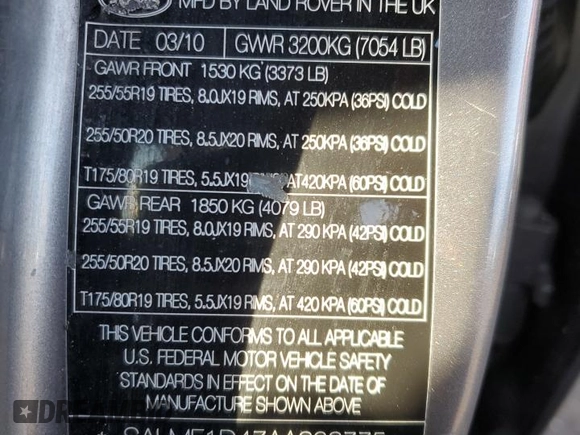 MFD BY LAND ROVER IN THE UK
DATE 03/10 GWWR 3200KG (7054 LB)
GAWR FRONT 1530 KG (3373 LB)
255/55R19 TIRES, 8.0JX19 RIMS, AT 250KPA (36PSI) COLD
255/50R20 TIRES, 8.5JX20 RIMS, AT 250KPA (36PSI) COLD
T175/80R19 TIRES, 5.5JX19 AT420KPA (60PSI) COLD
GAWR REAR 1850 KG (4079 LB)
255/55R19 TIRES, 8.0JX19 RIMS, AT 290 KPA (42PSI) COLD
255/50R20 TIRES, 8.5JX20 RIMS, AT 290 KPA (42PSI) COLD
T175/80R19 TIRES, 5.5JX19 RIMS, AT 420 KPA (60PSI) COLD
THIS VEHICLE CONFORMS TO ALL APPLICABLE
U.S. FEDERAL MOTOR VEHICLE SAFETY
STANDARDS IN EFFECT ON THE DATE OF